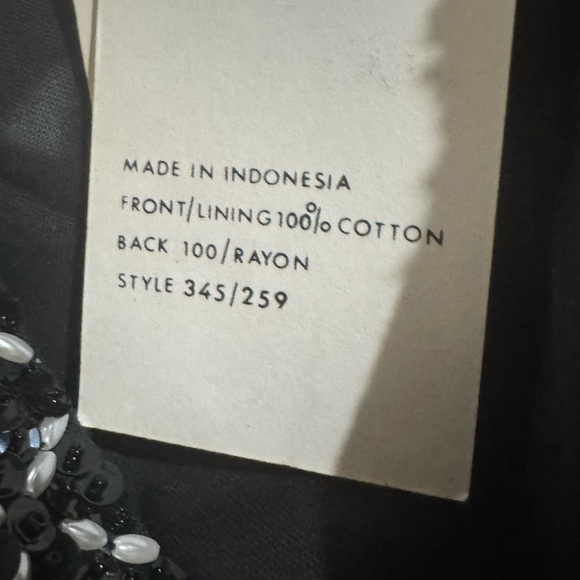 MADE IN INDONESIA
FRONT/LINING 100% COTTON
BACK 100/RAYON
STYLE 345/259